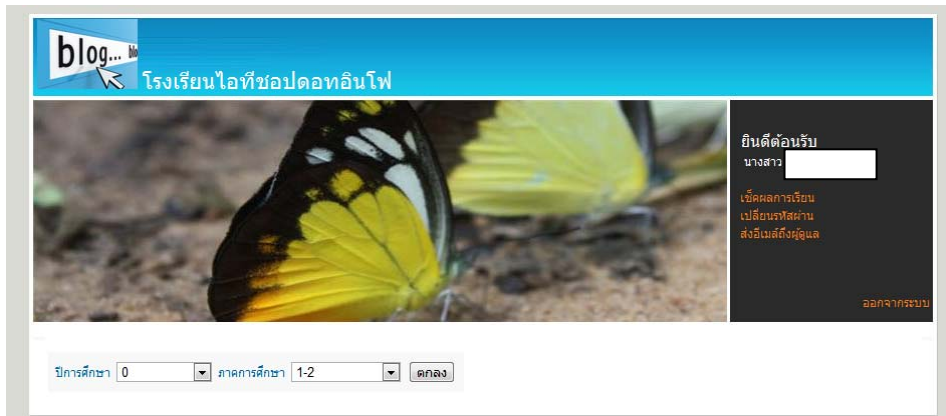 blog...
โรงเรียนไอทีชอปดอทอินโฟ
ยินดีต้อนรับ
นางสาว
เช็คผลการเรียน
เปลี่ยนรหัสผ่าน
ส่งอีเมล์ถึงผู้ดูแล
ออกจากระบบ
ปีการศึกษา 0 ภาคการศึกษา 1-2 ตกลง